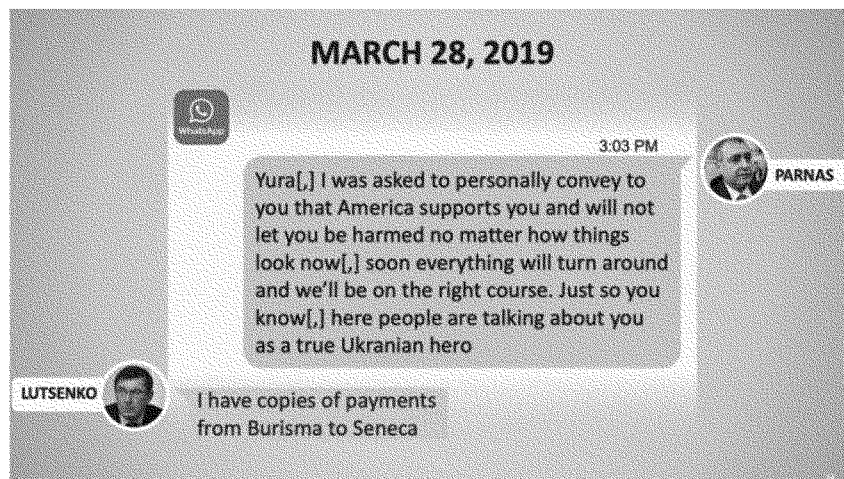 MARCH 28, 2019
WhatsApp
3:03 PM
PARNAS
Yura[,] I was asked to personally convey to
you that America supports you and will not
let you be harmed no matter how things
look now[,] soon everything will turn around
and we'll be on the right course. Just so you
know[,] here people are talking about you
as a true Ukranian hero
LUTSENKO
I have copies of payments
from Burisma to Seneca